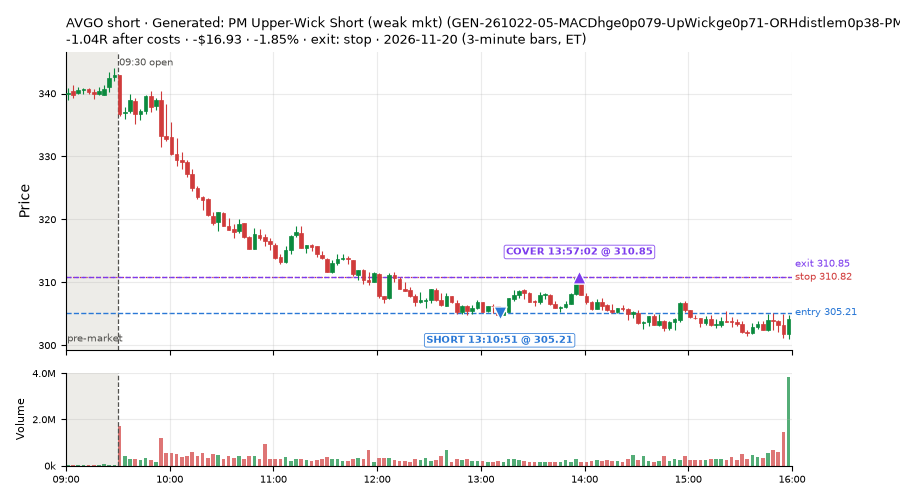 AVGO short · Generated: PM Upper-Wick Short (weak mkt) (GEN-261022-05-MACDhge0p079-UpWickge0p71-ORHdistlem0p38-PM
-1.04R after costs · -$16.93 · -1.85% · exit: stop · 2026-11-20 (3-minute bars, ET)
09:30 open
340
330
320
310
300
Price
COVER 13:57:02 @ 310.85
exit 310.85
stop 310.82
entry 305.21
SHORT 13:10:51 @ 305.21
pre-market
4.0M
2.0M
0k
Volume
09:00
10:00
11:00
12:00
13:00
14:00
15:00
16:00